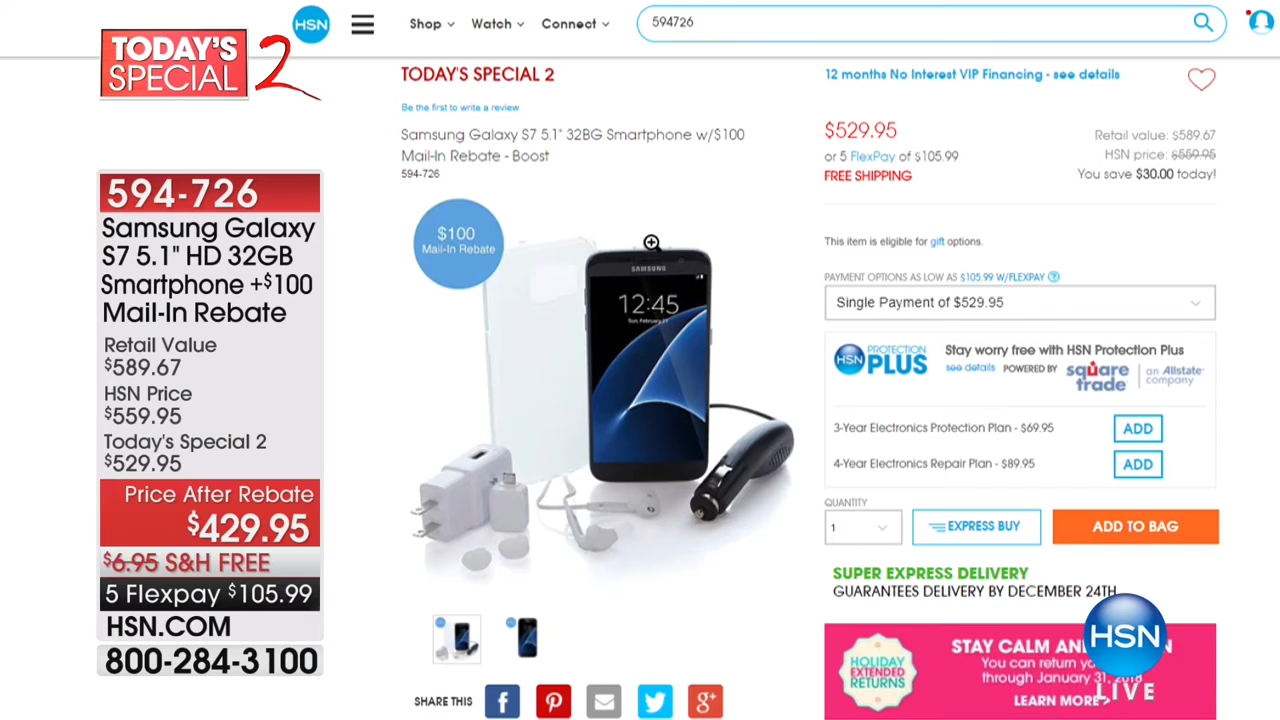 TODAY'S
SPECIAL 2
HSN
Shop
Watch
Connect
594726
594-726
Samsung Galaxy
S7 5.1" HD 32GB
Smartphone +$100
Mail-In Rebate
Retail Value
$589.67
HSN Price
$559.95
Today's Special 2
$529.95
Price After Rebate
$429.95
$6.95 S&H FREE
5 Flexpay $105.99
HSN.COM
800-284-3100
TODAY'S SPECIAL 2
Be the first to write a review
Samsung Galaxy S7 5.1" 32BG Smartphone w/$100
Mail-In Rebate - Boost
594-726
$100
Mail-In Rebate
SAMSUNG
12:45
Sun, February 21
SHARE THIS
f
g+
12 months No Interest VIP Financing - see details
$529.95
or 5 FlexPay of $105.99
FREE SHIPPING
Retail value: $589.67
HSN price: $559.95
You save $30.00 today!
This item is eligible for gift options.
PAYMENT OPTIONS AS LOW AS $105.99 W/FLEXPAY ?
Single Payment of $529.95
HSN PROTECTION PLUS
Stay worry free with HSN Protection Plus
see details POWERED BY square trade an Allstate company
3-Year Electronics Protection Plan - $69.95 ADD
4-Year Electronics Repair Plan - $89.95 ADD
QUANTITY
1
EXPRESS BUY
ADD TO BAG
SUPER EXPRESS DELIVERY
GUARANTEES DELIVERY BY DECEMBER 24TH
HOLIDAY
EXTENDED
RETURNS
STAY CALM
You can return
through January 31, 2018
LEARN MORE
HSN
LIVE